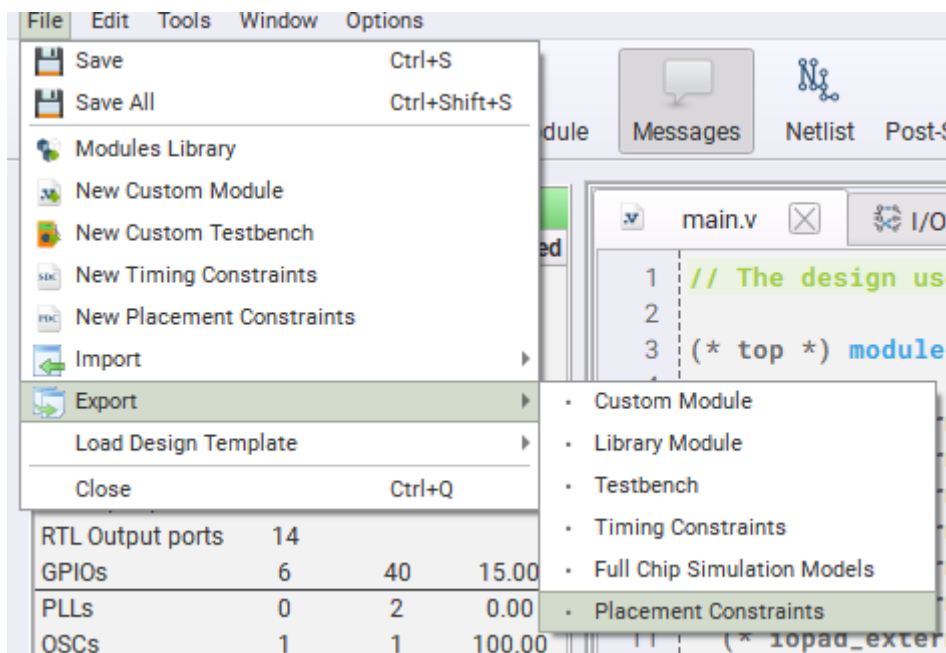 File Edit Tools Window Options
Save Ctrl+S
Save All Ctrl+Shift+S
Modules Library
New Custom Module
New Custom Testbench
New Timing Constraints
New Placement Constraints
Import
Export
Load Design Template
Close Ctrl+Q
Custom Module
Library Module
Testbench
Timing Constraints
Full Chip Simulation Models
Placement Constraints
dule Messages Netlist Post-S
main.v I/O
ed
1 // The design us
2
3 (* top *) module
11 (* iopad_exter
RTL Output ports 14
GPIOs 6 40 15.00
PLLs 0 2 0.00
OSCs 1 1 100.00